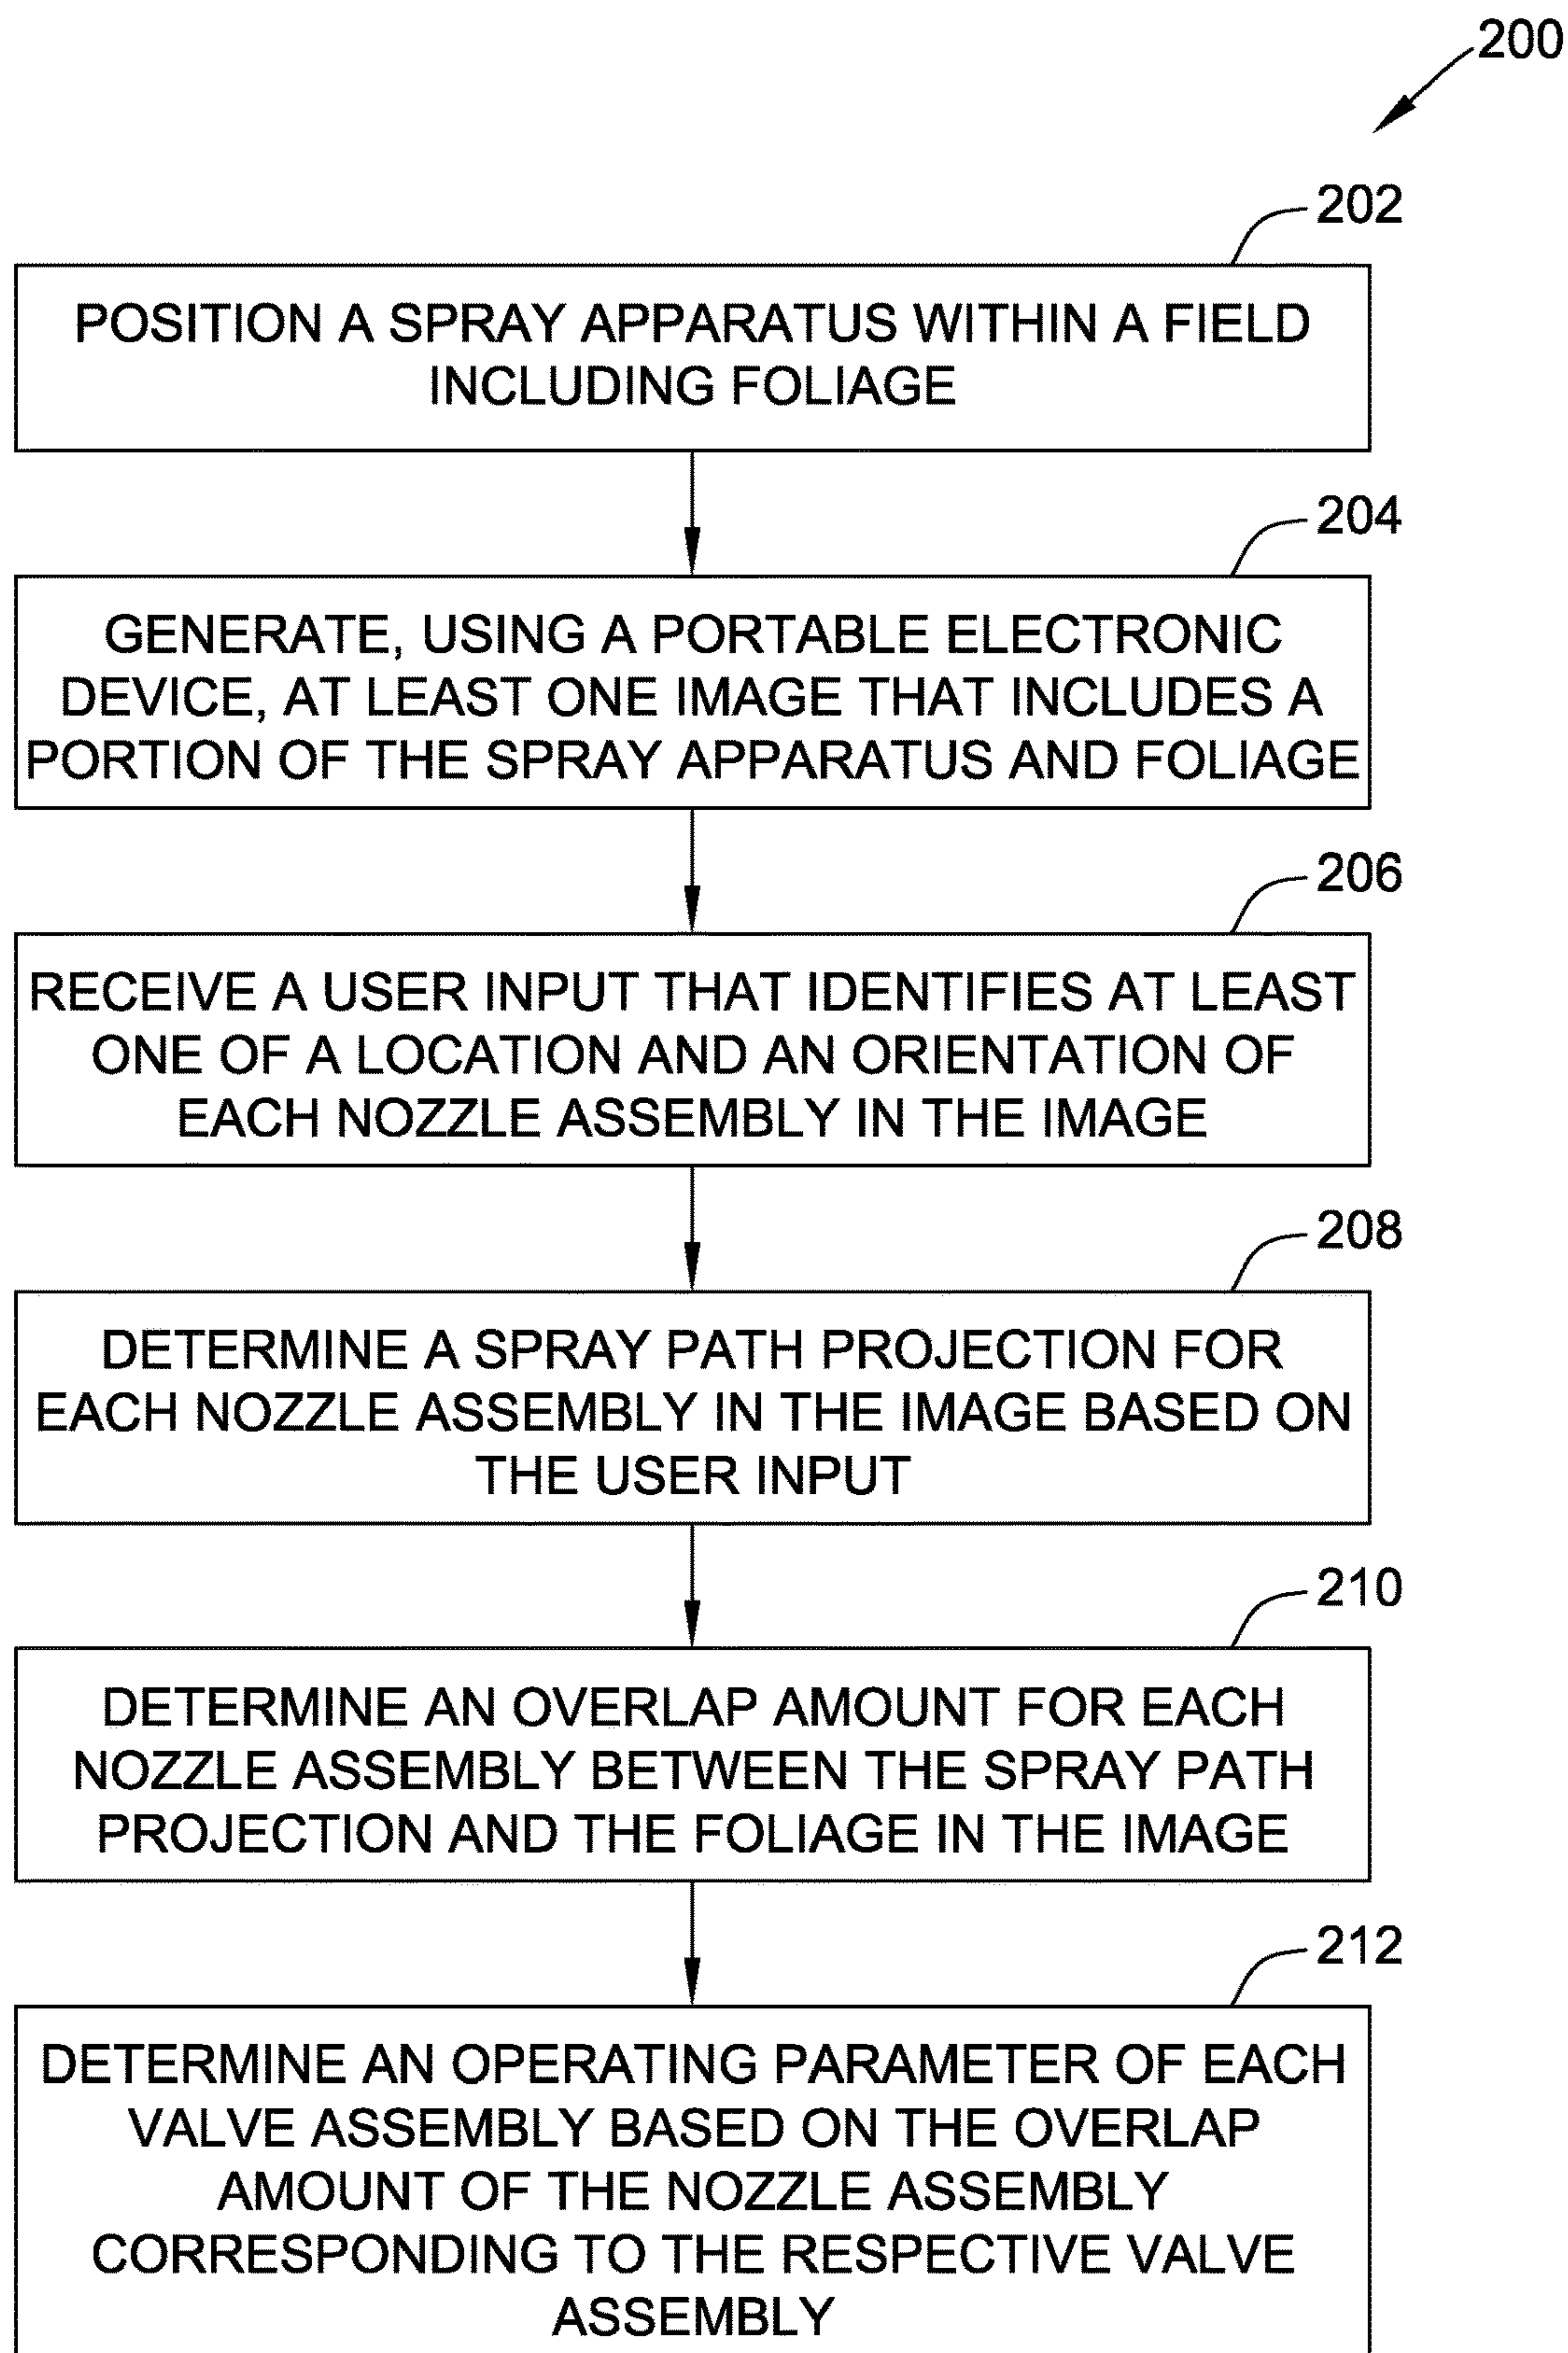 200
202
POSITION A SPRAY APPARATUS WITHIN A FIELD
INCLUDING FOLIAGE
204
GENERATE, USING A PORTABLE ELECTRONIC
DEVICE, AT LEAST ONE IMAGE THAT INCLUDES A
PORTION OF THE SPRAY APPARATUS AND FOLIAGE
206
RECEIVE A USER INPUT THAT IDENTIFIES AT LEAST
ONE OF A LOCATION AND AN ORIENTATION OF
EACH NOZZLE ASSEMBLY IN THE IMAGE
208
DETERMINE A SPRAY PATH PROJECTION FOR
EACH NOZZLE ASSEMBLY IN THE IMAGE BASED ON
THE USER INPUT
210
DETERMINE AN OVERLAP AMOUNT FOR EACH
NOZZLE ASSEMBLY BETWEEN THE SPRAY PATH
PROJECTION AND THE FOLIAGE IN THE IMAGE
212
DETERMINE AN OPERATING PARAMETER OF EACH
VALVE ASSEMBLY BASED ON THE OVERLAP
AMOUNT OF THE NOZZLE ASSEMBLY
CORRESPONDING TO THE RESPECTIVE VALVE
ASSEMBLY